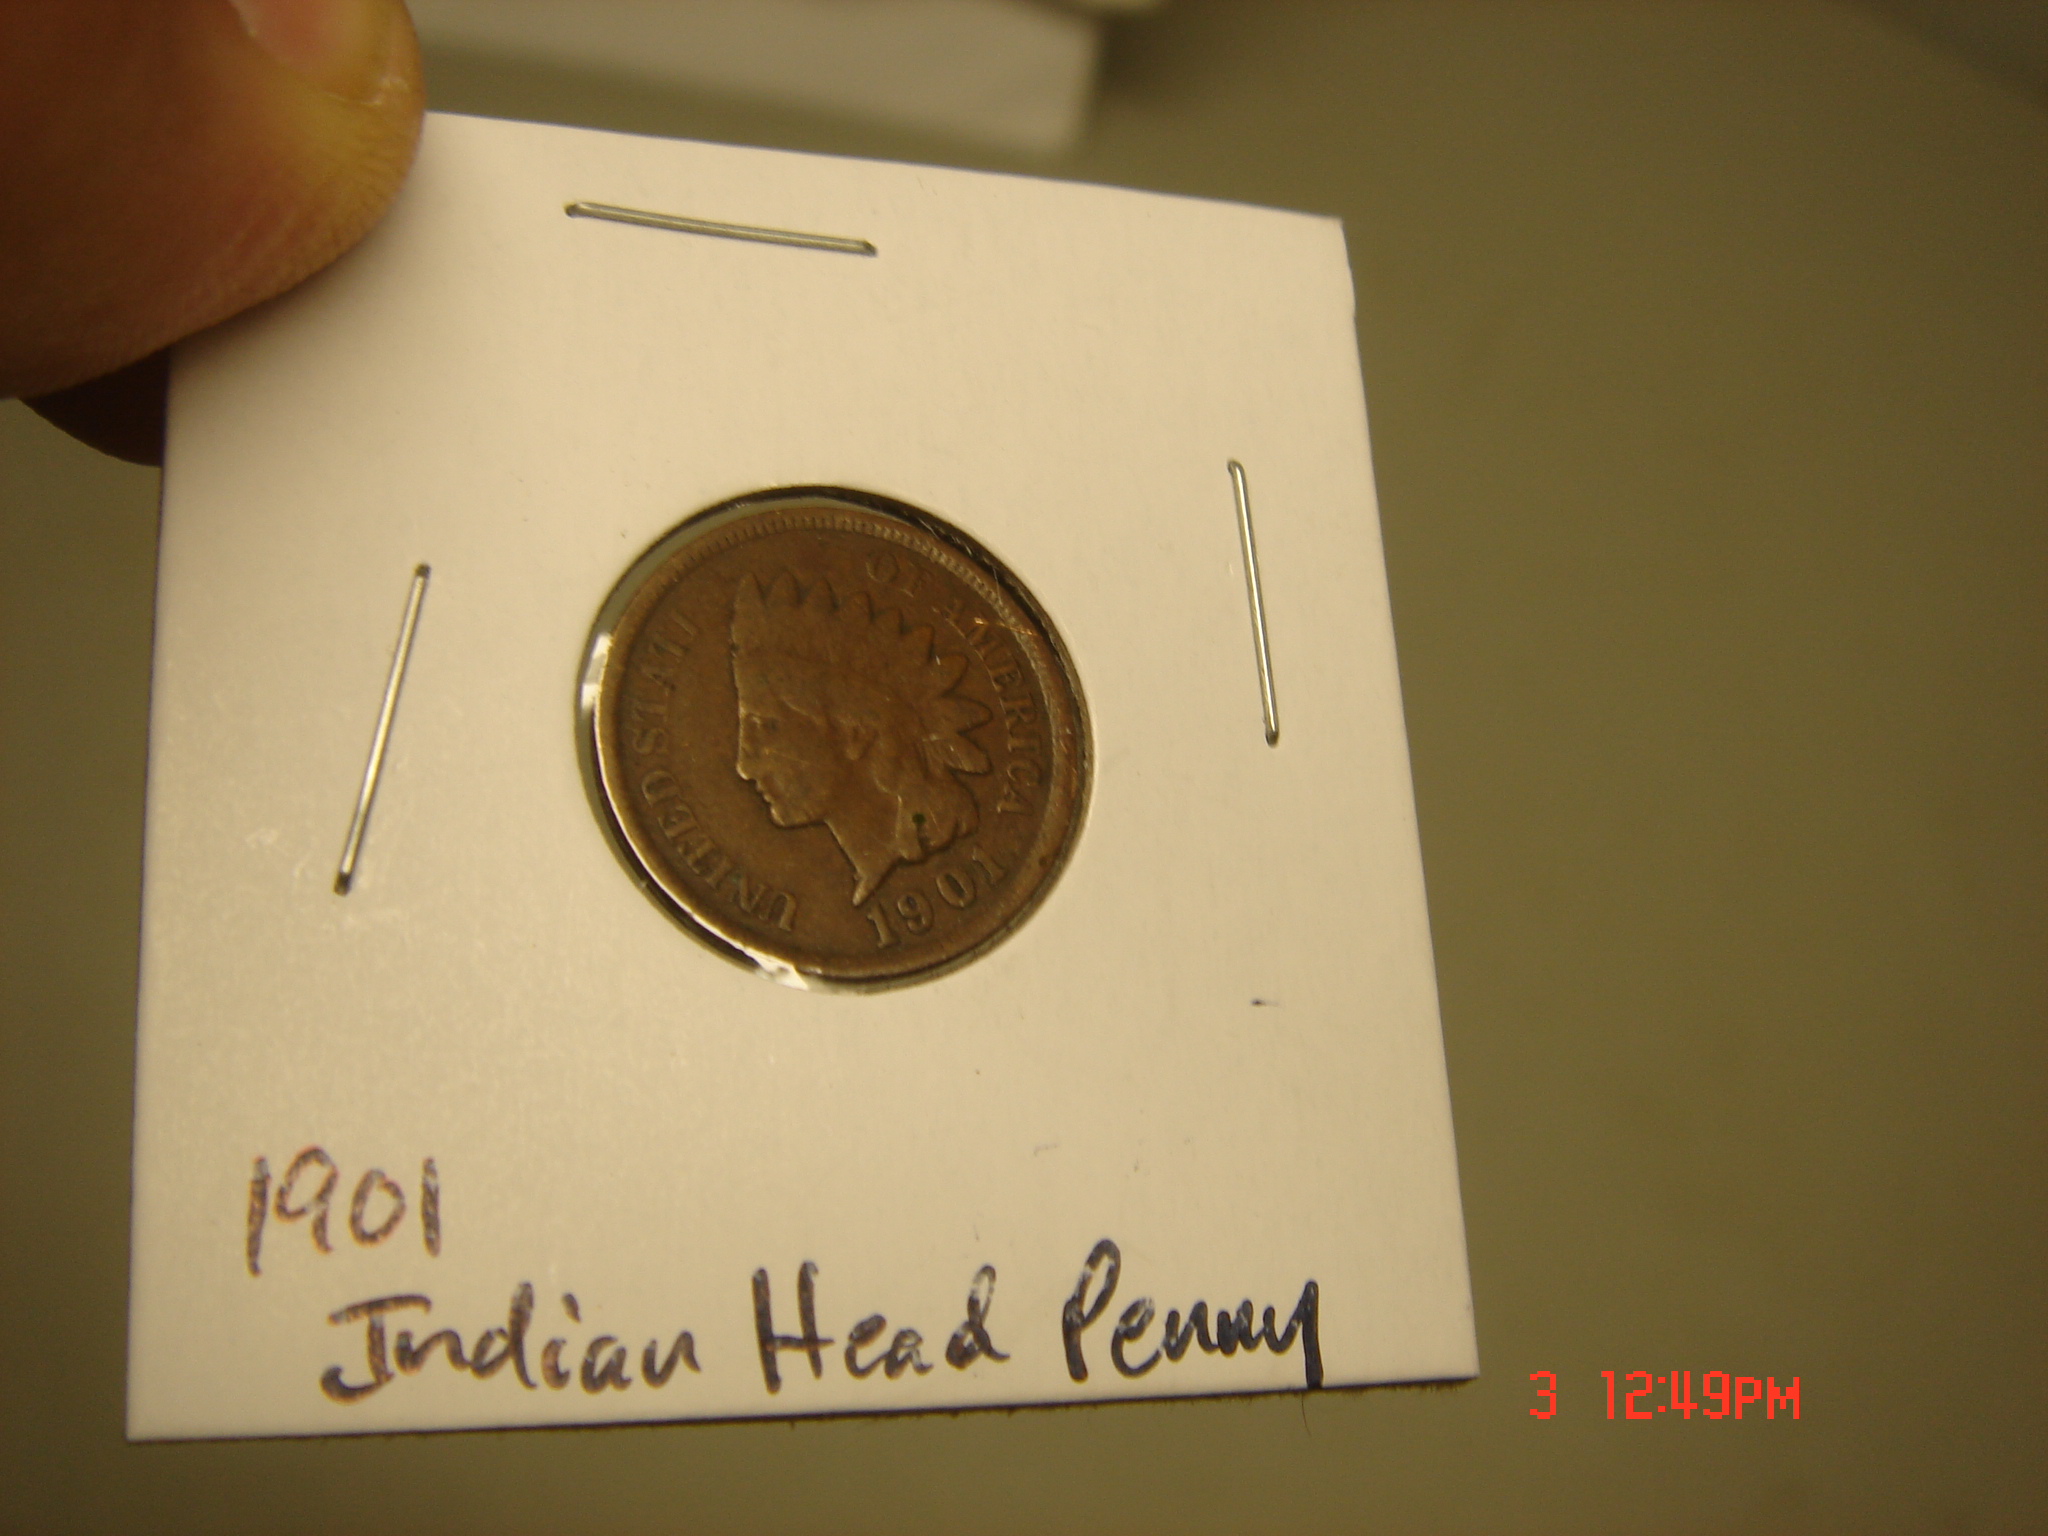 UNITED STATES OF AMERICA
1901
1901
Indian Head Penny
3 12:49PM